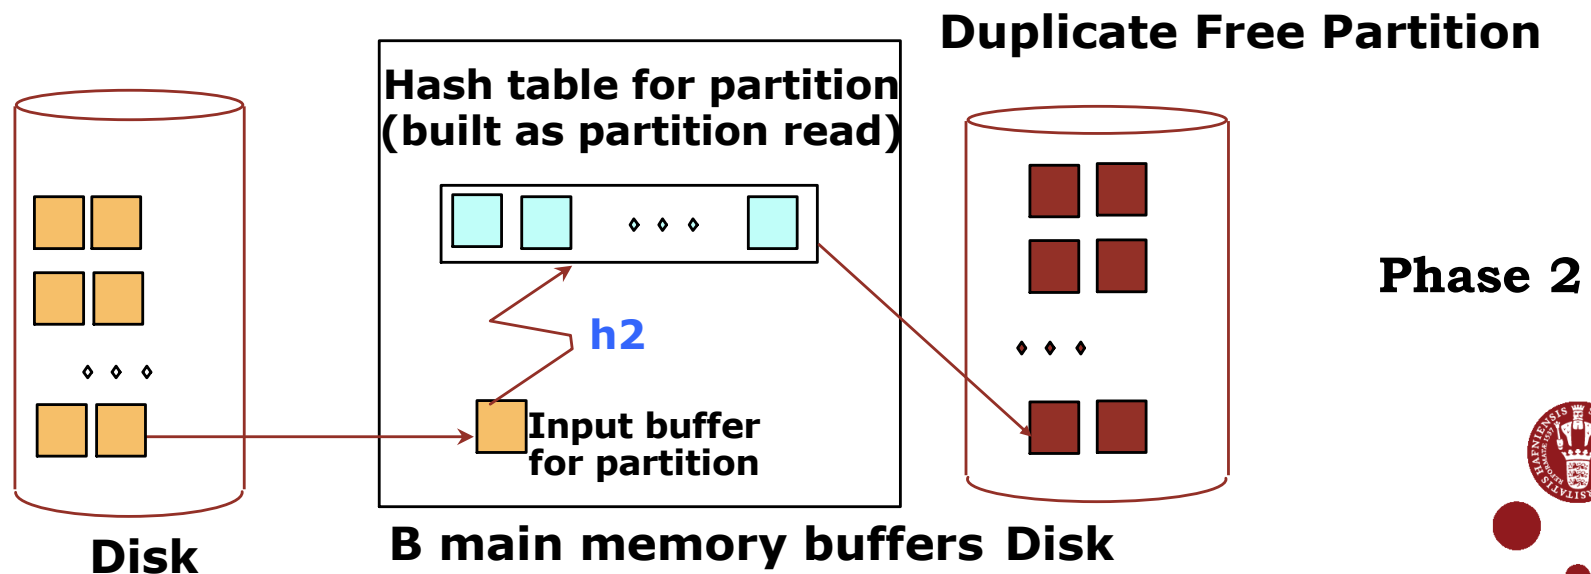 Duplicate Free Partition
Hash table for partition
(built as partition read)
Phase 2
h2
Input buffer
for partition
Disk
B main memory buffers
Disk